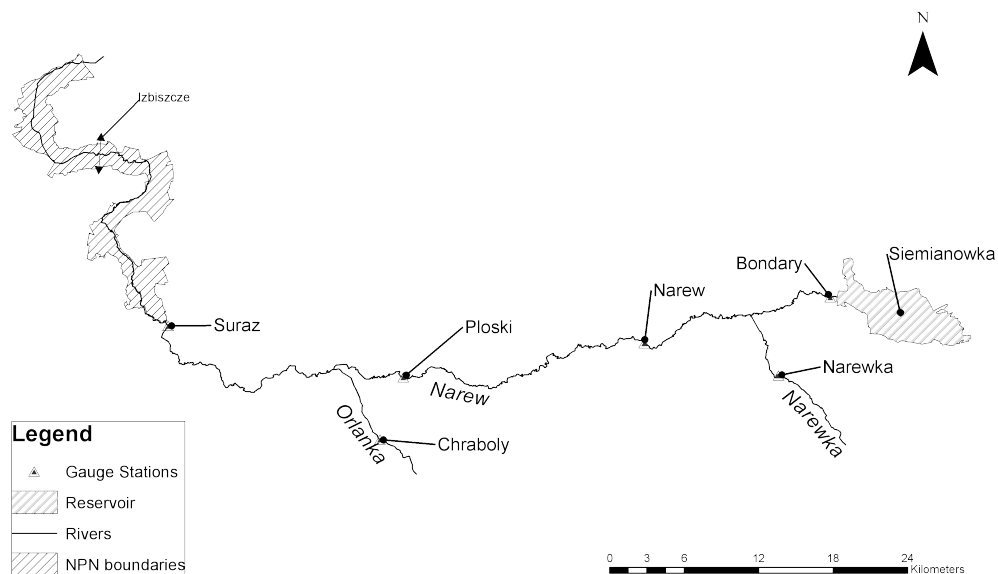 N
Izbiszcze
Siemianowka
Bondary
Narew
Suraz
Ploski
Narewka
Narew
Narewka
Orlanka
Chraboly
Legend
Gauge Stations
Reservoir
Rivers
NPN boundaries
0 3 6 12 18 24
Kilometers